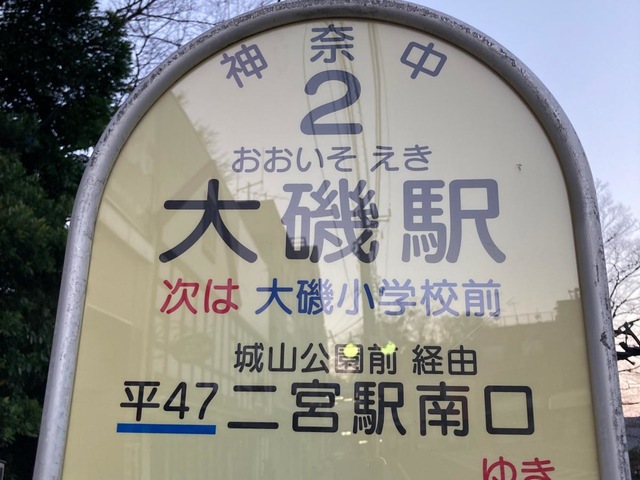 神奈中
2
おおいそ えき
大磯駅
次は 大磯小学校前
城山公園前 経由
平47 二宮駅南口
ゆき